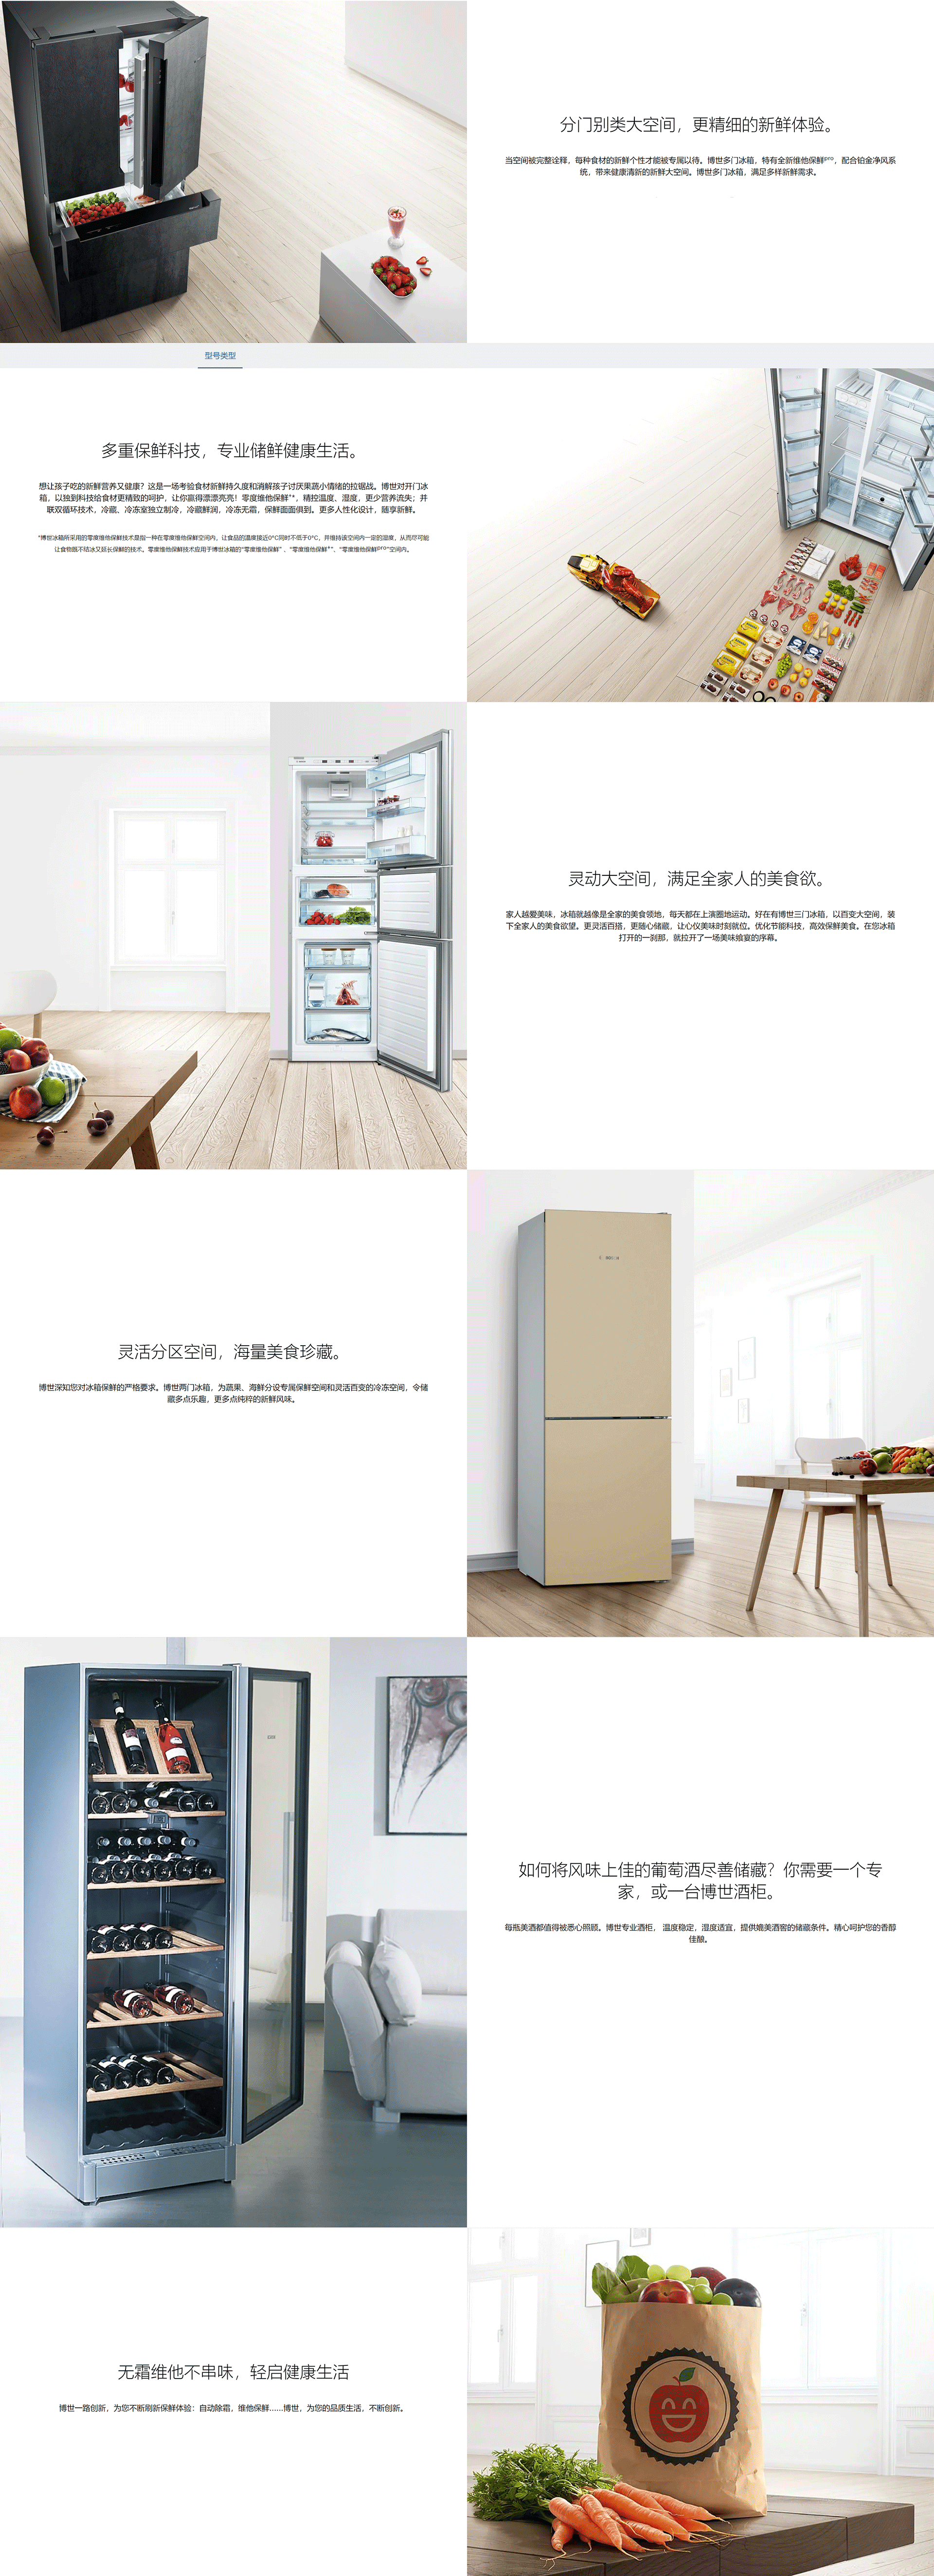 分门别类大空间，更精细的新鲜体验。
当空间被完整诠释，每种食材的新鲜个性才能被专属以待。博世多门冰箱，特有全新维他保鲜pro，配合铂金净风系
统，带来健康清新的新鲜大空间。博世多门冰箱，满足多样新鲜需求。
型号类型
多重保鲜科技，专业储鲜健康生活。
想让孩子吃的新鲜营养又健康？这是一场考验食材新鲜持久度和消解孩子讨厌果蔬小情绪的拉锯战。博世对开门冰
箱，以独到科技给食材更精致的呵护，让你赢得漂漂亮亮！零度维他保鲜"*，精控温度、湿度，更少营养流失；并
联双循环技术，冷藏、冷冻室独立制冷，冷藏鲜润，冷冻无霜，保鲜面面俱到。更多人性化设计，随享新鲜。
*博世冰箱所采用的零度维他保鲜技术是指一种在零度维他保鲜空间内，让食品的温度接近0°C同时不低于0°C，并维持该空间内一定的湿度，从而尽可能
让食物既不结冰又延长保鲜的技术。零度维他保鲜技术应用于博世冰箱的"零度维他保鲜"、"零度维他保鲜+"、"零度维他保鲜pro"空间内。
灵动大空间，满足全家人的美食欲。
家人越爱美味，冰箱就越像是全家的美食领地，每天都在上演圈地运动。好在有博世三门冰箱，以百变大空间，装
下全家人的美食欲望。更灵活百搭，更随心储藏，让心仪美味时刻就位。优化节能科技，高效保鲜美食。在您冰箱
打开的一刹那，就拉开了一场美味飨宴的序幕。
灵活分区空间，海量美食珍藏。
博世深知您对冰箱保鲜的严格要求。博世两门冰箱，为蔬果、海鲜分设专属保鲜空间和灵活百变的冷冻空间，令储
藏多点乐趣，更多点纯粹的新鲜风味。
如何将风味上佳的葡萄酒尽善储藏？你需要一个专
家，或一台博世酒柜。
每瓶美酒都值得被悉心照顾。博世专业酒柜， 温度稳定，湿度适宜，提供媲美酒窖的储藏条件。精心呵护您的香醇
佳酿。
无霜维他不串味，轻启健康生活
博世一路创新，为您不断刷新保鲜体验：自动除霜，维他保鲜……博世，为您的品质生活，不断创新。